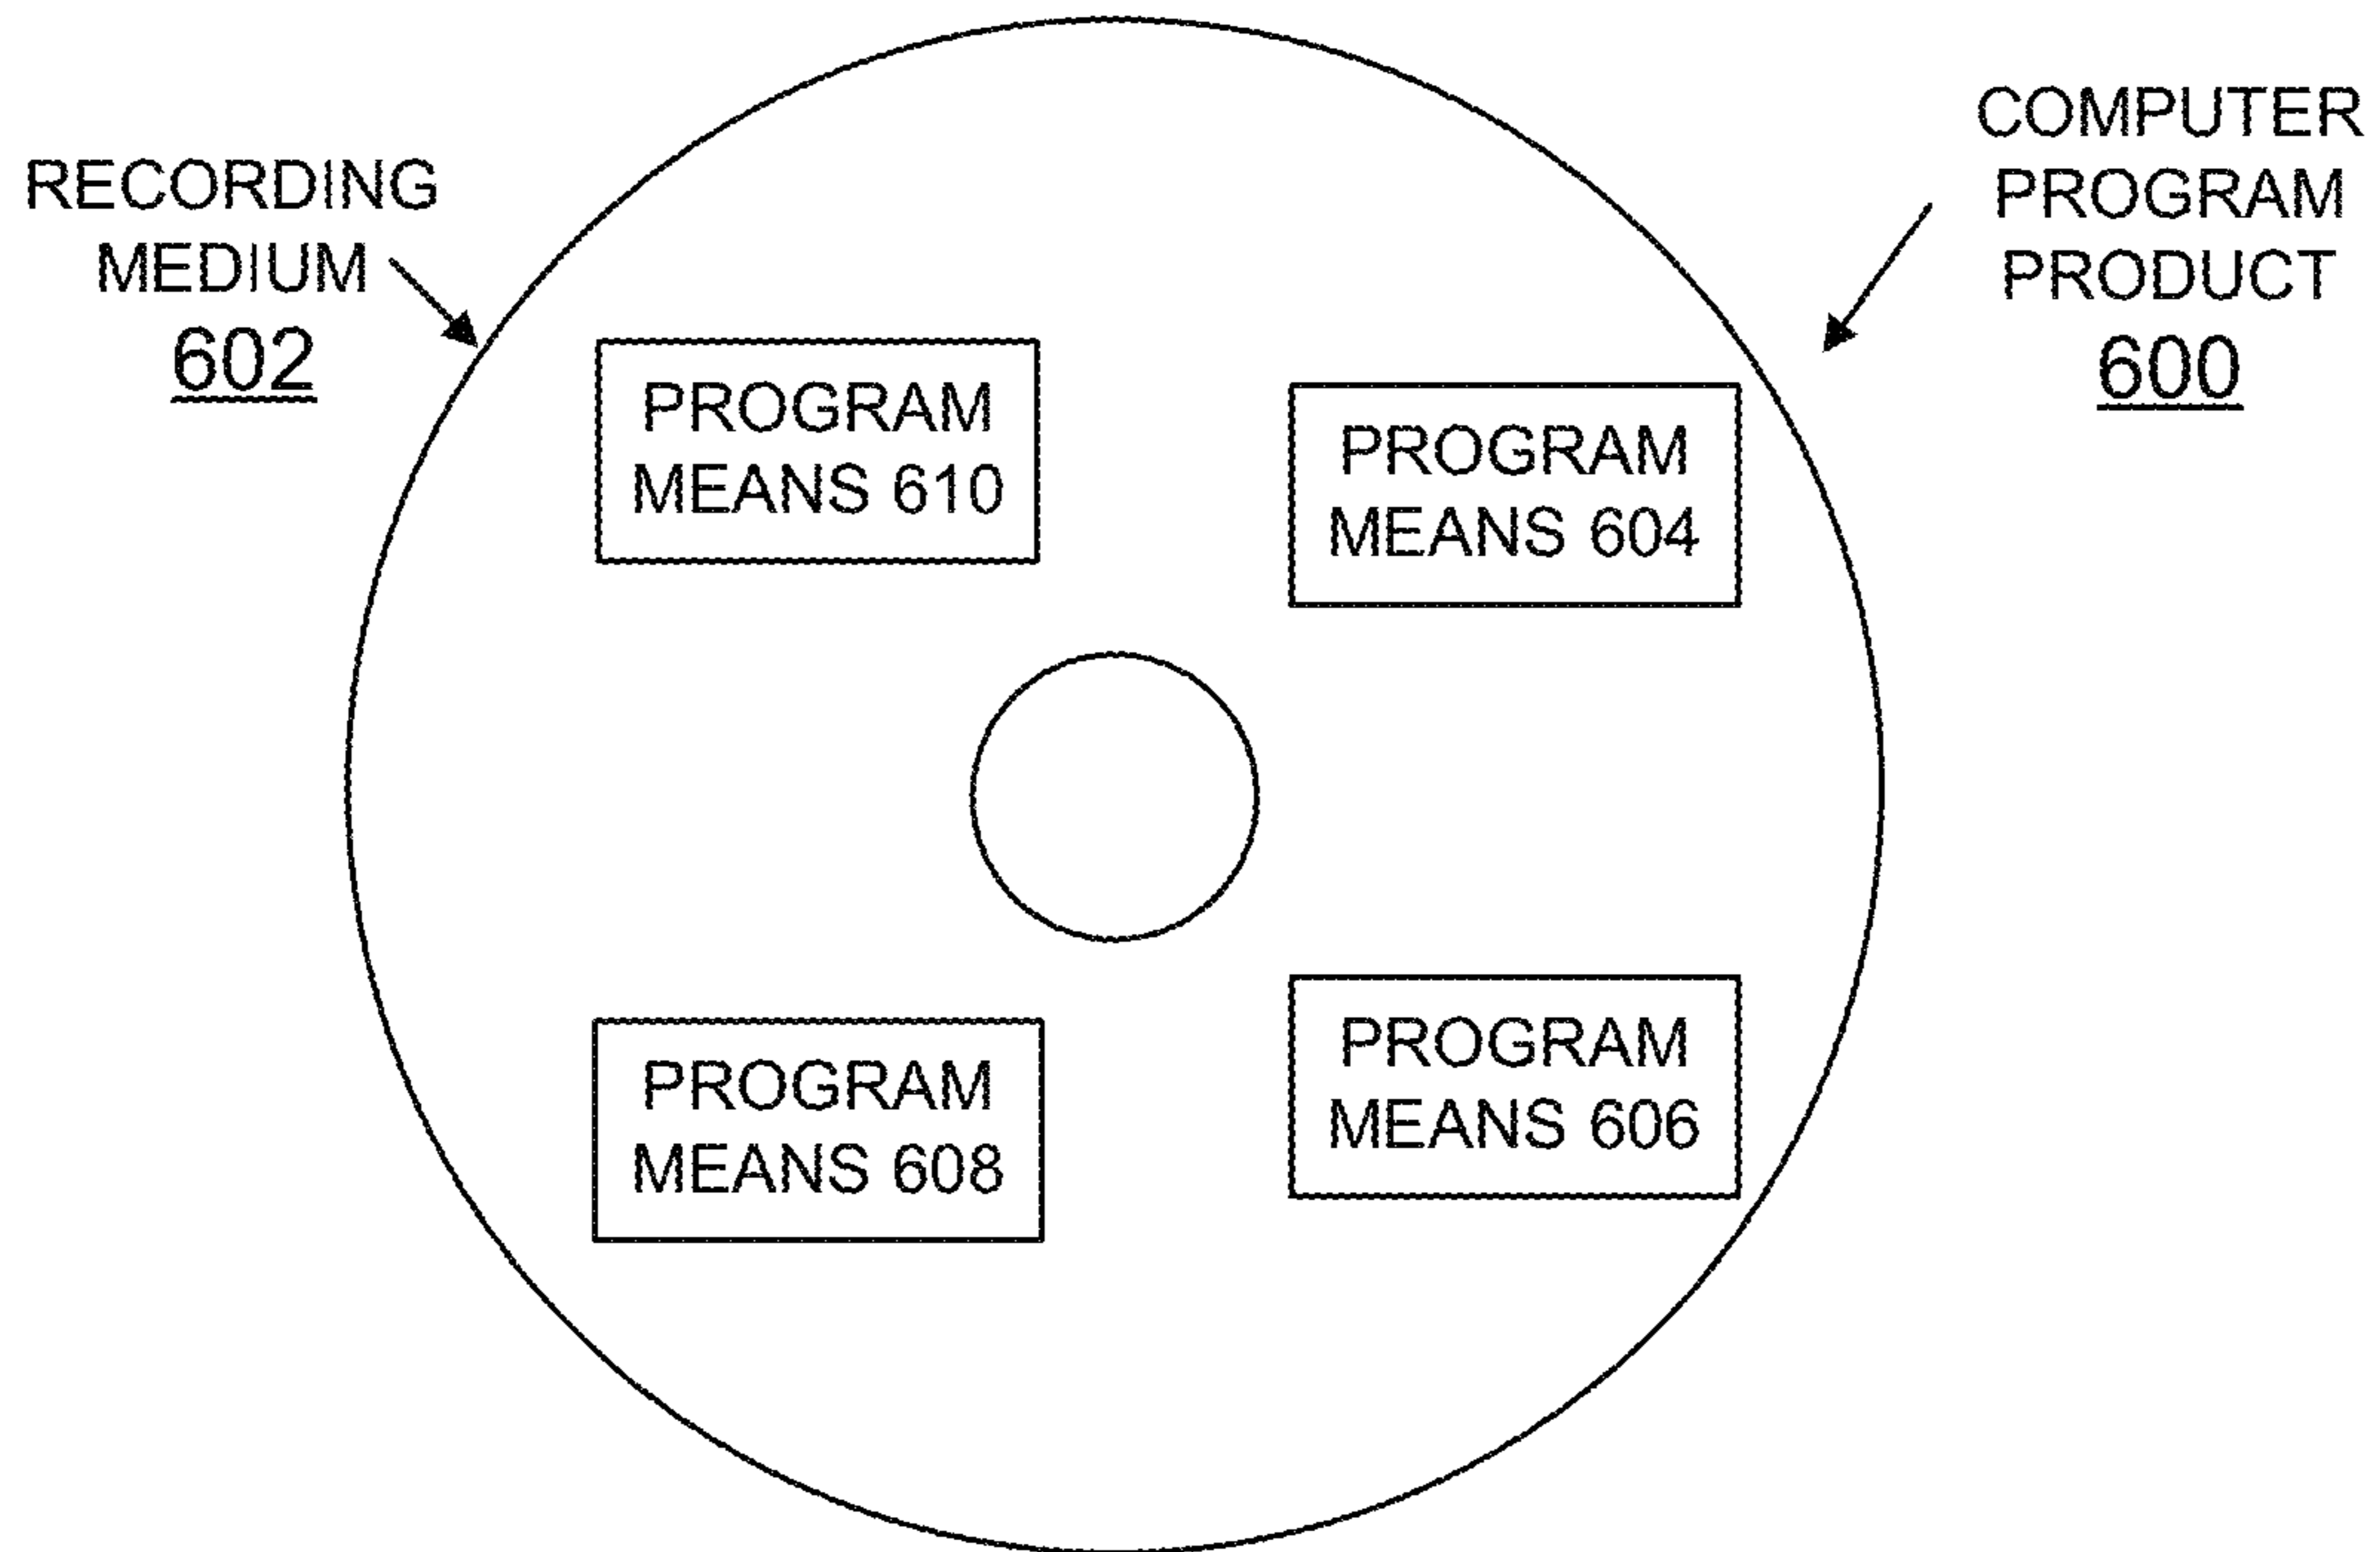 RECORDING
MEDIUM
602
COMPUTER
PROGRAM
PRODUCT
600
PROGRAM
MEANS 610
PROGRAM
MEANS 604
PROGRAM
MEANS 608
PROGRAM
MEANS 606